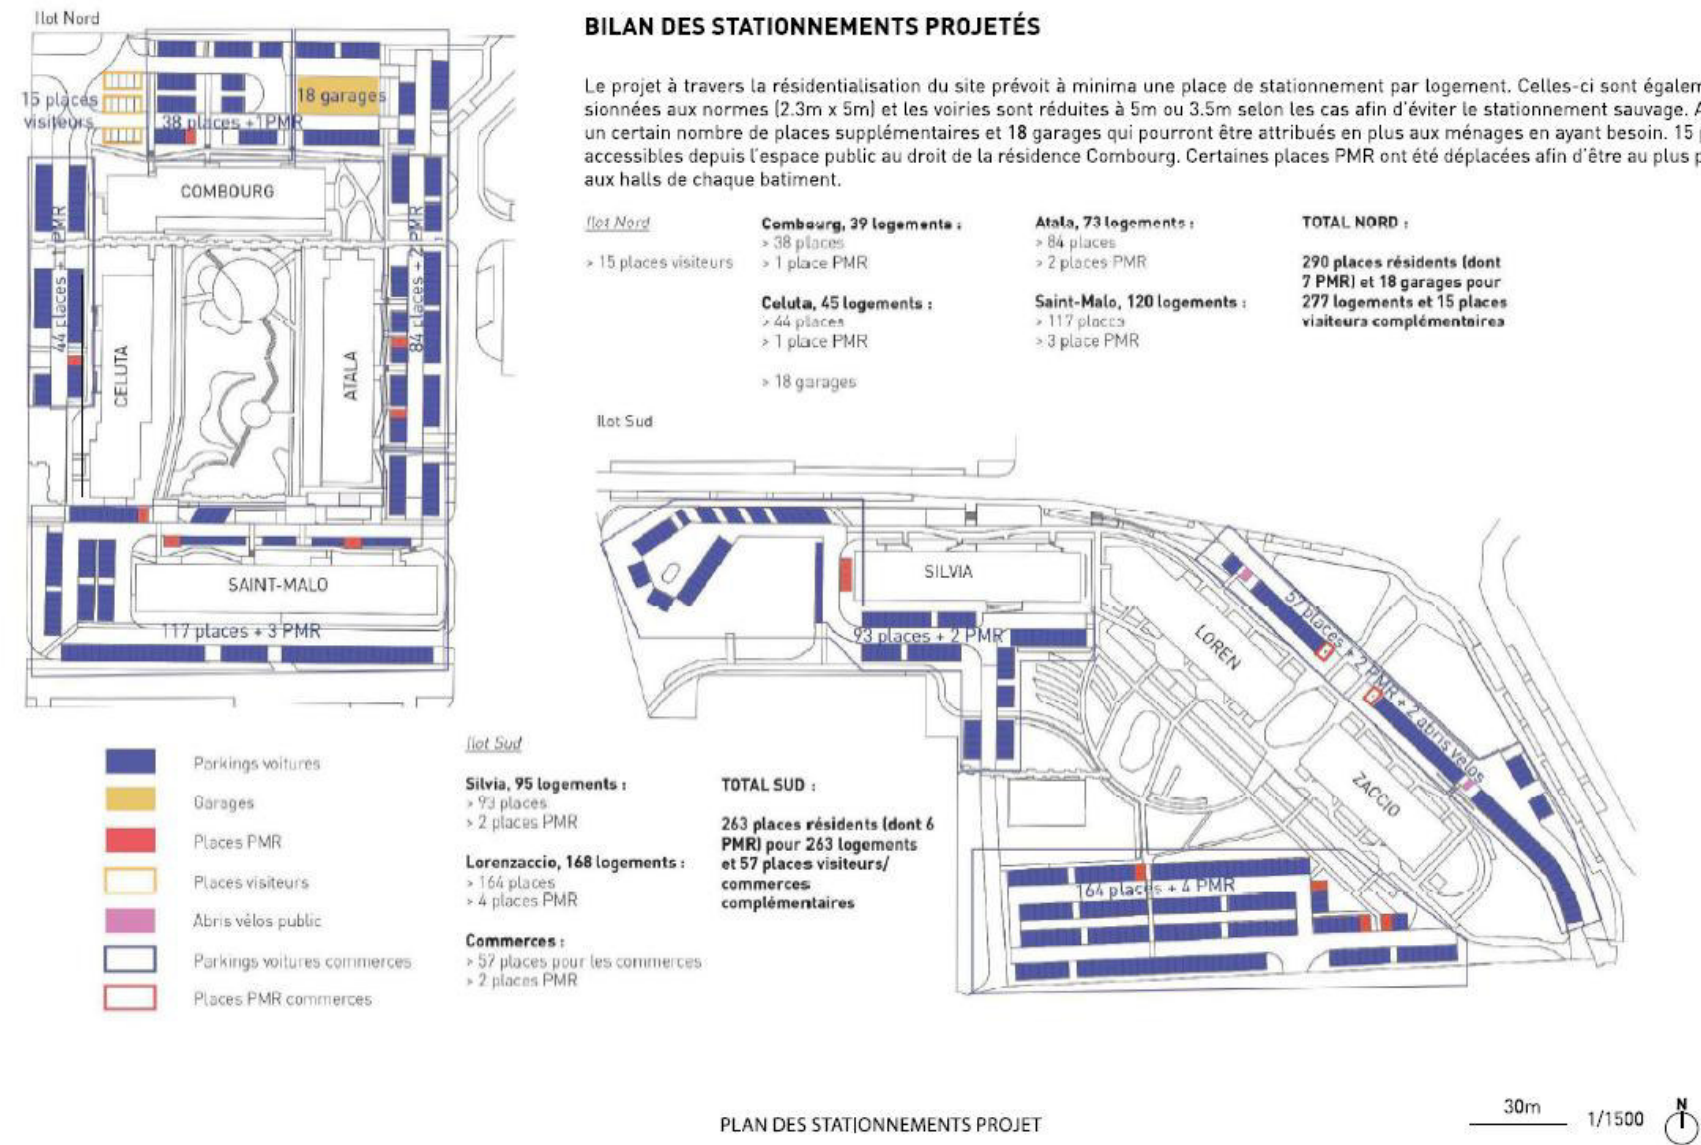 Ilot Nord
15 places
visiteurs
38 places +1PMR
18 garages
COMBOURG
44 places + 1 PMR
CELUTA
ATALA
84 places + 2 PMR
SAINT-MALO
117 places + 3 PMR
BILAN DES STATIONNEMENTS PROJETÉS
Le projet à travers la résidentialisation du site prévoit à minima une place de stationnement par logement. Celles-ci sont égalem
sionnées aux normes (2.3m x 5m) et les voiries sont réduites à 5m ou 3.5m selon les cas afin d'éviter le stationnement sauvage. A
un certain nombre de places supplémentaires et 18 garages qui pourront être attribués en plus aux ménages en ayant besoin. 15 p
accessibles depuis l'espace public au droit de la résidence Combourg. Certaines places PMR ont été déplacées afin d'être au plus p
aux halls de chaque batiment.
Ilot Nord
> 15 places visiteurs
Combourg, 39 logements :
> 38 places
> 1 place PMR
Celuta, 45 logements :
> 44 places
> 1 place PMR
> 18 garages
Atala, 73 logements :
> 84 places
> 2 places PMR
Saint-Malo, 120 logements :
> 117 places
> 3 place PMR
TOTAL NORD :
290 places résidents (dont
7 PMR) et 18 garages pour
277 logements et 15 places
visiteurs complémentaires
Ilot Sud
SILVIA
93 places + 2 PMR
LOREN
ZACCIO
57 places + 2 PMR + 2 abris vélos
164 places + 4 PMR
Parkings voitures
Garages
Places PMR
Places visiteurs
Abris vélos public
Parkings voitures commerces
Places PMR commerces
Ilot Sud
Silvia, 95 logements :
> 93 places
> 2 places PMR
Lorenzaccio, 168 logements :
> 164 places
> 4 places PMR
Commerces :
> 57 places pour les commerces
> 2 places PMR
TOTAL SUD :
263 places résidents (dont 6
PMR) pour 263 logements
et 57 places visiteurs/
commerces
complémentaires
PLAN DES STATIONNEMENTS PROJET
30m
1/1500
N